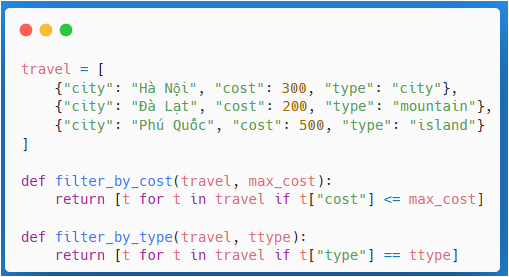 travel = [
    {"city": "Hà Nội", "cost": 300, "type": "city"},
    {"city": "Đà Lạt", "cost": 200, "type": "mountain"},
    {"city": "Phú Quốc", "cost": 500, "type": "island"}
]
def filter_by_cost(travel, max_cost):
    return [t for t in travel if t["cost"] <= max_cost]
def filter_by_type(travel, ttype):
    return [t for t in travel if t["type"] == ttype]